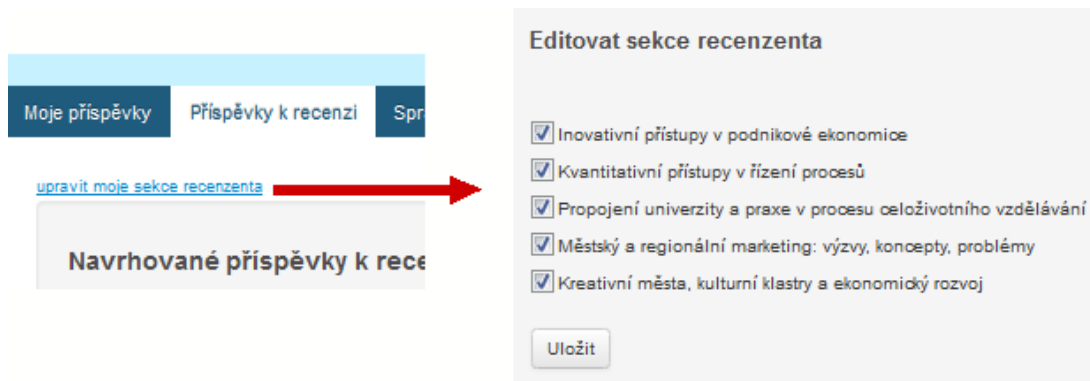 Moje příspěvky Příspěvky k recenzi Spr
upravit moje sekce recenzenta
Navrhované příspěvky k rece
Editovat sekce recenzenta
Inovativní přístupy v podnikové ekonomice
Kvantitativní přístupy v řízení procesů
Propojení univerzity a praxe v procesu celoživotního vzdělávání
Městský a regionální marketing: výzvy, koncepty, problémy
Kreativní města, kulturní klastry a ekonomický rozvoj
Uložit